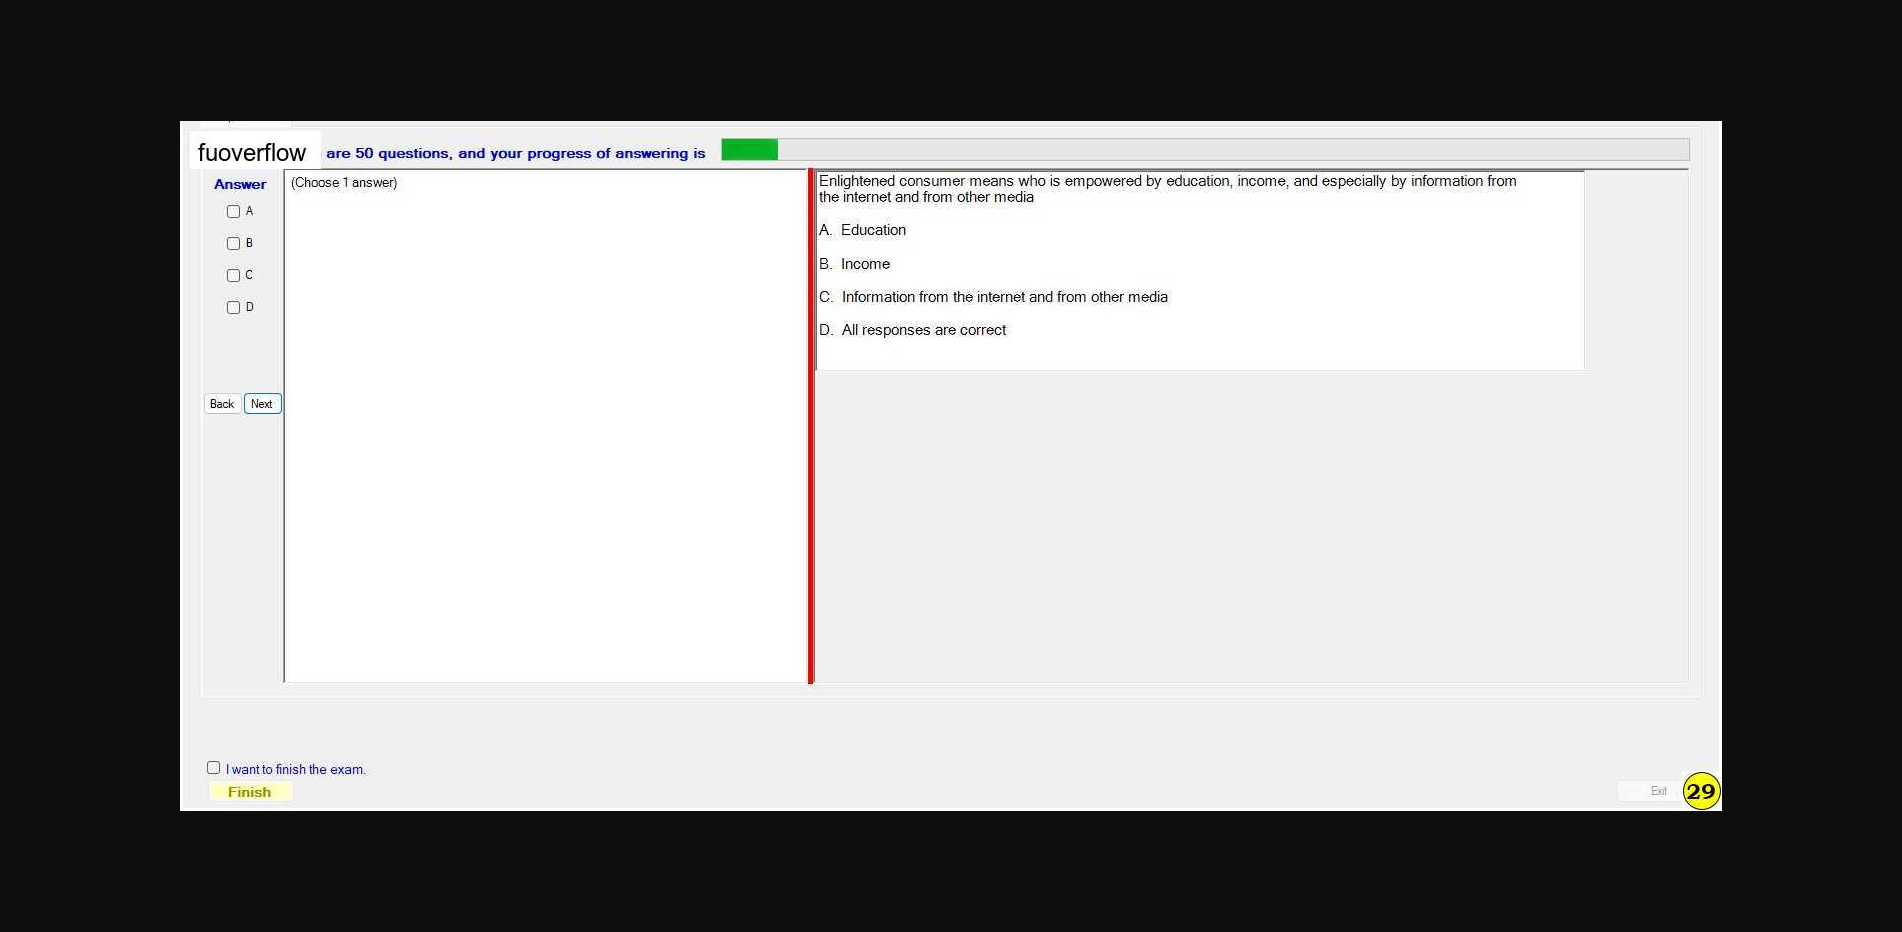 fuoverflow are 50 questions, and your progress of answering is
Answer
(Choose 1 answer)
A
B
C
D
Back Next
Enlightened consumer means who is empowered by education, income, and especially by information from
the internet and from other media
A. Education
B. Income
C. Information from the internet and from other media
D. All responses are correct
I want to finish the exam.
Finish
Exit
29